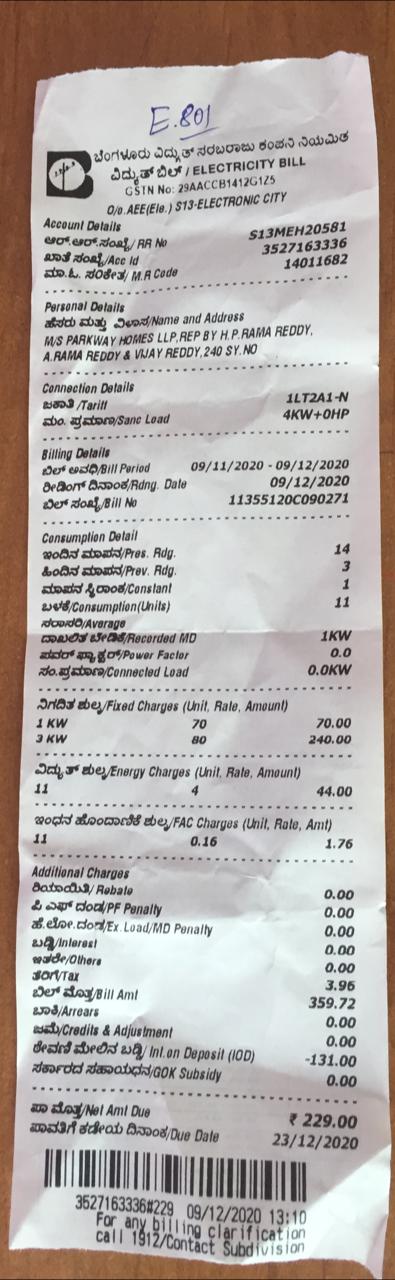 E.801
ಬೆಂಗಳೂರು ವಿದ್ಯುತ್ ಸರಬರಾಜು ಕಂಪನಿ ನಿಯಮಿತ
ವಿದ್ಯುತ್ ಬಿಲ್ / ELECTRICITY BILL
GSTN No: 29AACCB1412G1Z5
O/o.AEE(Ele.) S13-ELECTRONIC CITY
Account Details
ಆರ್.ಆರ್.ಸಂಖ್ಯೆ/ RR No S13MEH20581
ಖಾತೆ ಸಂಖ್ಯೆ/Acc Id 3527163336
ಮಾ.ಓ. ಸಂಕೇತ/ M.R Code 14011682
Personal Details
ಹೆಸರು ಮತ್ತು ವಿಳಾಸ/Name and Address
M/S PARKWAY HOMES LLP,REP BY H.P.RAMA REDDY,
A.RAMA REDDY & VIJAY REDDY,240 SY.NO
Connection Details
ಜಕಾತಿ /Tariff 1LT2A1-N
ಮಂ. ಪ್ರಮಾಣ/Sanc Load 4KW+0HP
Billing Details
ಬಿಲ್ ಅವಧಿ/Bill Period 09/11/2020 - 09/12/2020
ರೀಡಿಂಗ್ ದಿನಾಂಕ/Rdng. Date 09/12/2020
ಬಿಲ್ ಸಂಖ್ಯೆ/Bill No 11355120C090271
Consumption Detail
ಇಂದಿನ ಮಾಪನ/Pres. Rdg. 14
ಹಿಂದಿನ ಮಾಪನ/Prev. Rdg. 3
ಮಾಪನ ಸ್ಥಿರಾಂಕ/Constant 1
ಬಳಕೆ/Consumption(Units) 11
ಸರಾಸರಿ/Average
ದಾಖಲಿತ ಬೇಡಿಕೆ/Recorded MD 1KW
ಪವರ್ ಫ್ಯಾಕ್ಟರ್/Power Factor 0.0
ಸಂ.ಪ್ರಮಾಣ/Connected Load 0.0KW
ನಿಗದಿತ ಶುಲ್ಕ/Fixed Charges (Unit, Rate, Amount)
1 KW 70 70.00
3 KW 80 240.00
ವಿದ್ಯುತ್ ಶುಲ್ಕ/Energy Charges (Unit, Rate, Amount)
11 4 44.00
ಇಂಧನ ಹೊಂದಾಣಿಕೆ ಶುಲ್ಕ/FAC Charges (Unit, Rate, Amt)
11 0.16 1.76
Additional Charges
ರಿಯಾಯಿತಿ/ Rebate 0.00
ಪಿ ಎಫ್ ದಂಡ/PF Penalty 0.00
ಹೆ.ಲೋ.ದಂಡ/Ex.Load/MD Penalty 0.00
ಬಡ್ಡಿ/Interest 0.00
ಇತರೇ/Others 0.00
ತೆರಿಗೆ/Tax 3.96
ಬಿಲ್ ಮೊತ್ತ/Bill Amt 359.72
ಬಾಕಿ/Arrears 0.00
ಜಮೆ/Credits & Adjustment 0.00
ಠೇವಣಿ ಮೇಲಿನ ಬಡ್ಡಿ/ Int.on Deposit (IOD) -131.00
ಸರ್ಕಾರದ ಸಹಾಯಧನ/GOK Subsidy 0.00
ಪಾ ಮೊತ್ತ/Net Amt Due ₹ 229.00
ಪಾವತಿಗೆ ಕಡೇಯ ದಿನಾಂಕ/Due Date 23/12/2020
3527163336#229 09/12/2020 13:10
For any billing clarification
call 1912/Contact Subdivision